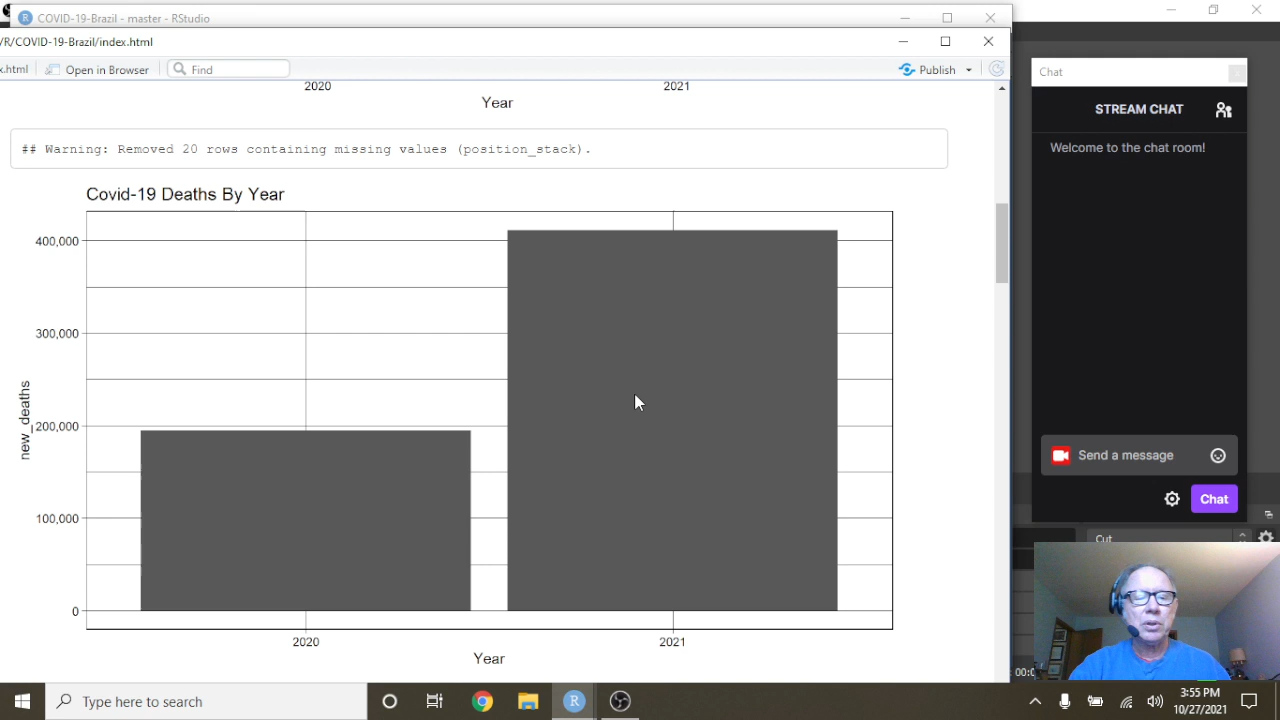 COVID-19-Brazil - master - RStudio
/R/COVID-19-Brazil/index.html
x.html
Open in Browser
Find
Publish
2020
2021
Year
## Warning: Removed 20 rows containing missing values (position_stack).
Covid-19 Deaths By Year
400,000
300,000
200,000
100,000
0
new_deaths
2020
2021
Year
Chat
STREAM CHAT
Welcome to the chat room!
Send a message
Chat
Cut
00:0
Type here to search
3:55 PM
10/27/2021